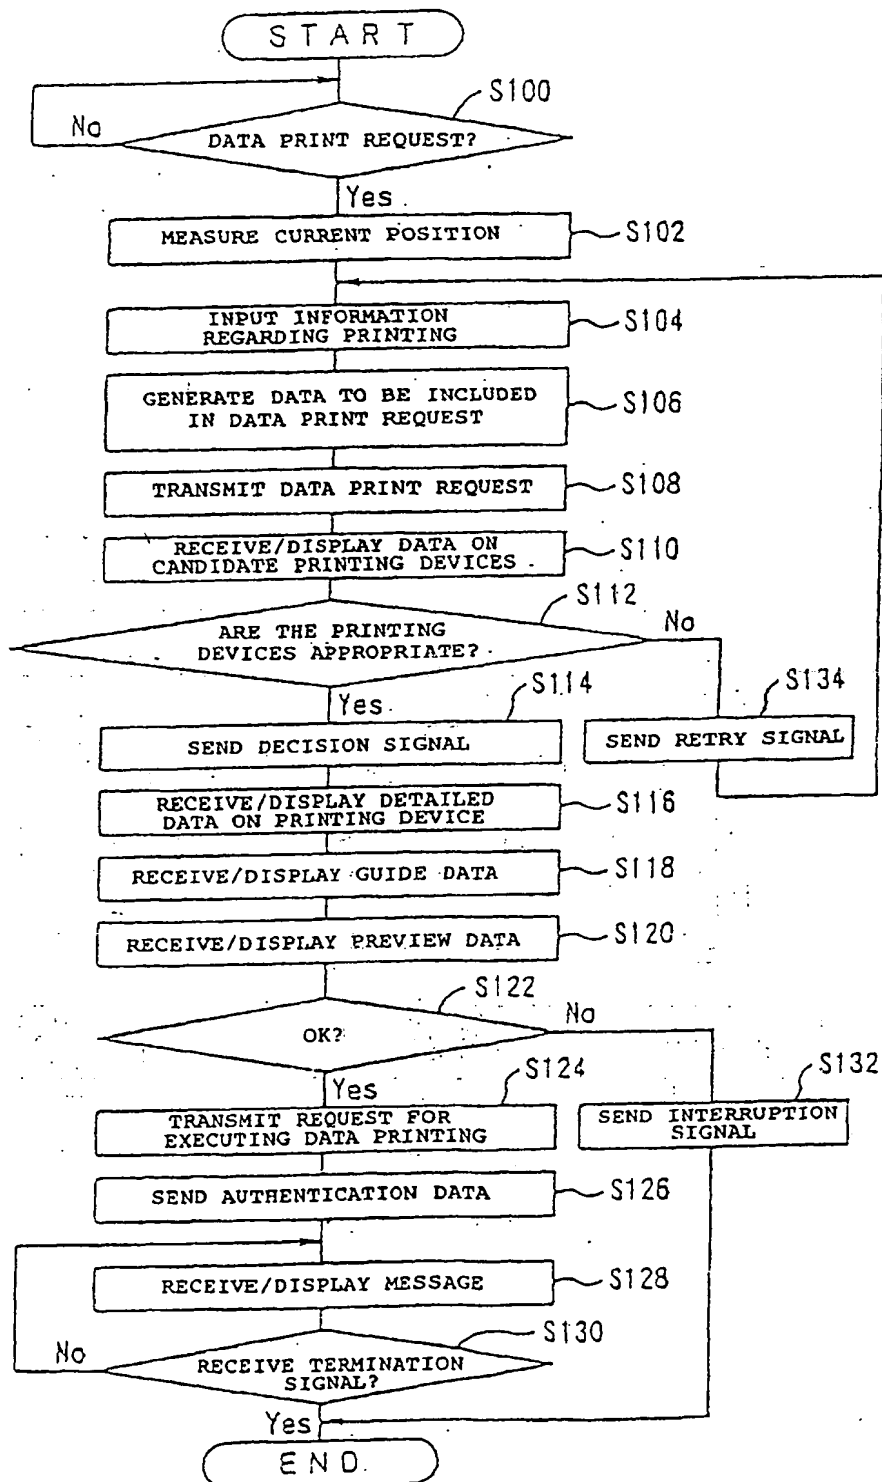 START
S100
No
DATA PRINT REQUEST?
Yes
MEASURE CURRENT POSITION
S102
INPUT INFORMATION
REGARDING PRINTING
S104
GENERATE DATA TO BE INCLUDED
IN DATA PRINT REQUEST
S106
TRANSMIT DATA PRINT REQUEST
S108
RECEIVE/DISPLAY DATA ON
CANDIDATE PRINTING DEVICES
S110
S112
ARE THE PRINTING
DEVICES APPROPRIATE?
No
Yes
S114
S134
SEND DECISION SIGNAL
SEND RETRY SIGNAL
RECEIVE/DISPLAY DETAILED
DATA ON PRINTING DEVICE
S116
RECEIVE/DISPLAY GUIDE DATA
S118
RECEIVE/DISPLAY PREVIEW DATA
S120
S122
OK?
No
Yes
S124
S132
TRANSMIT REQUEST FOR
EXECUTING DATA PRINTING
SEND INTERRUPTION
SIGNAL
SEND AUTHENTICATION DATA
S126
RECEIVE/DISPLAY MESSAGE
S128
S130
No
RECEIVE TERMINATION
SIGNAL?
Yes
END